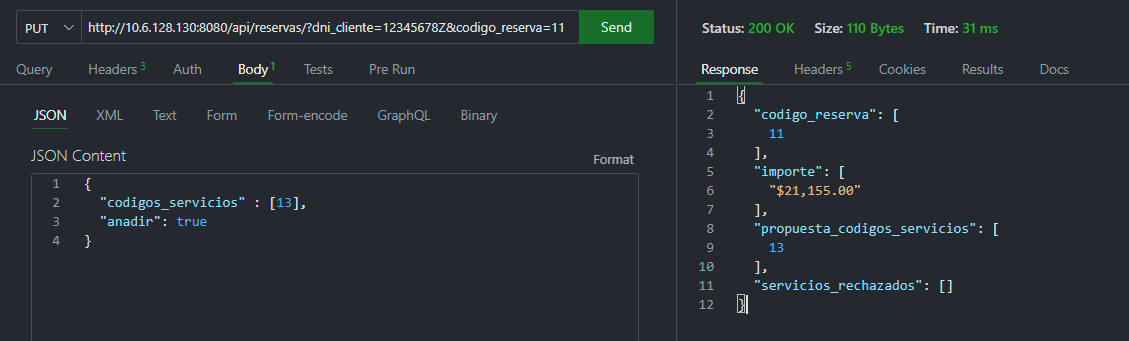 PUT http://10.6.128.130:8080/api/reservas/?dni_cliente=12345678Z&codigo_reserva=11 Send
Query Headers 3 Auth Body 1 Tests Pre Run
JSON XML Text Form Form-encode GraphQL Binary
JSON Content Format
1 {
2 "codigos_servicios" : [13],
3 "anadir": true
4 }
Status: 200 OK Size: 110 Bytes Time: 31 ms
Response Headers 5 Cookies Results Docs
1 {
2 "codigo_reserva": [
3 11
4 ],
5 "importe": [
6 "$21,155.00"
7 ],
8 "propuesta_codigos_servicios": [
9 13
10 ],
11 "servicios_rechazados": []
12 }